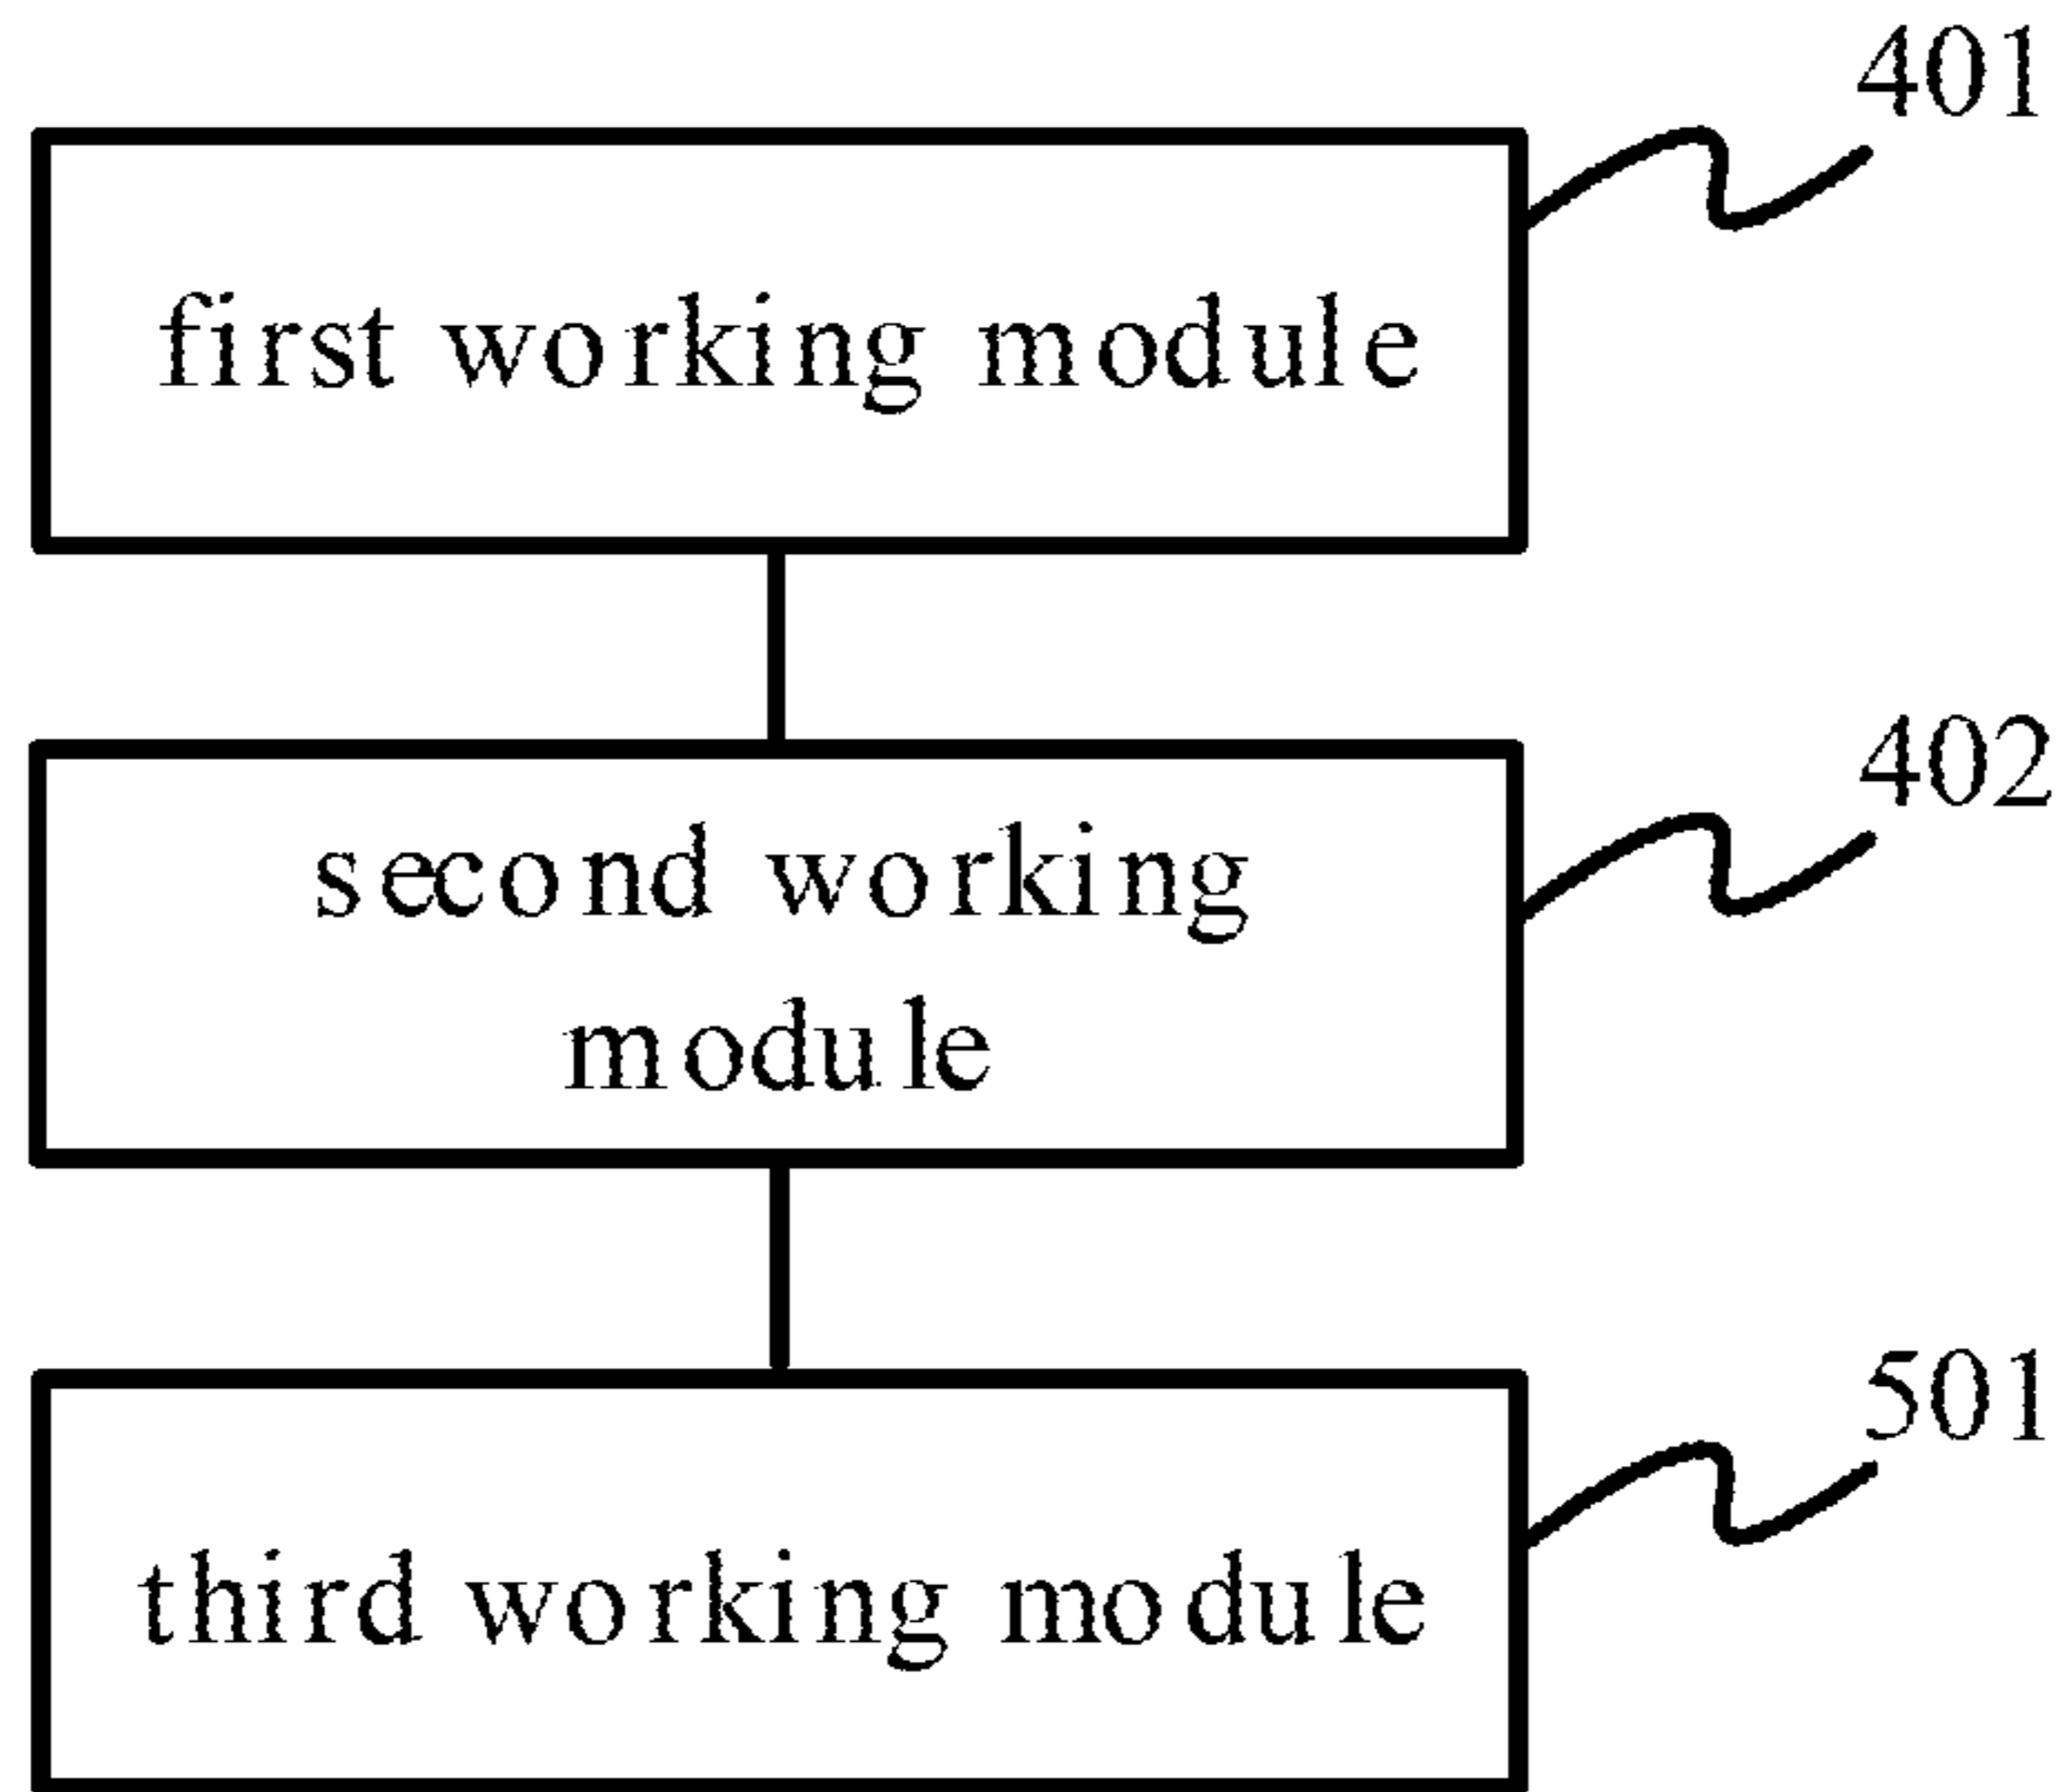 401
first working module
402
second working
module
501
third working module